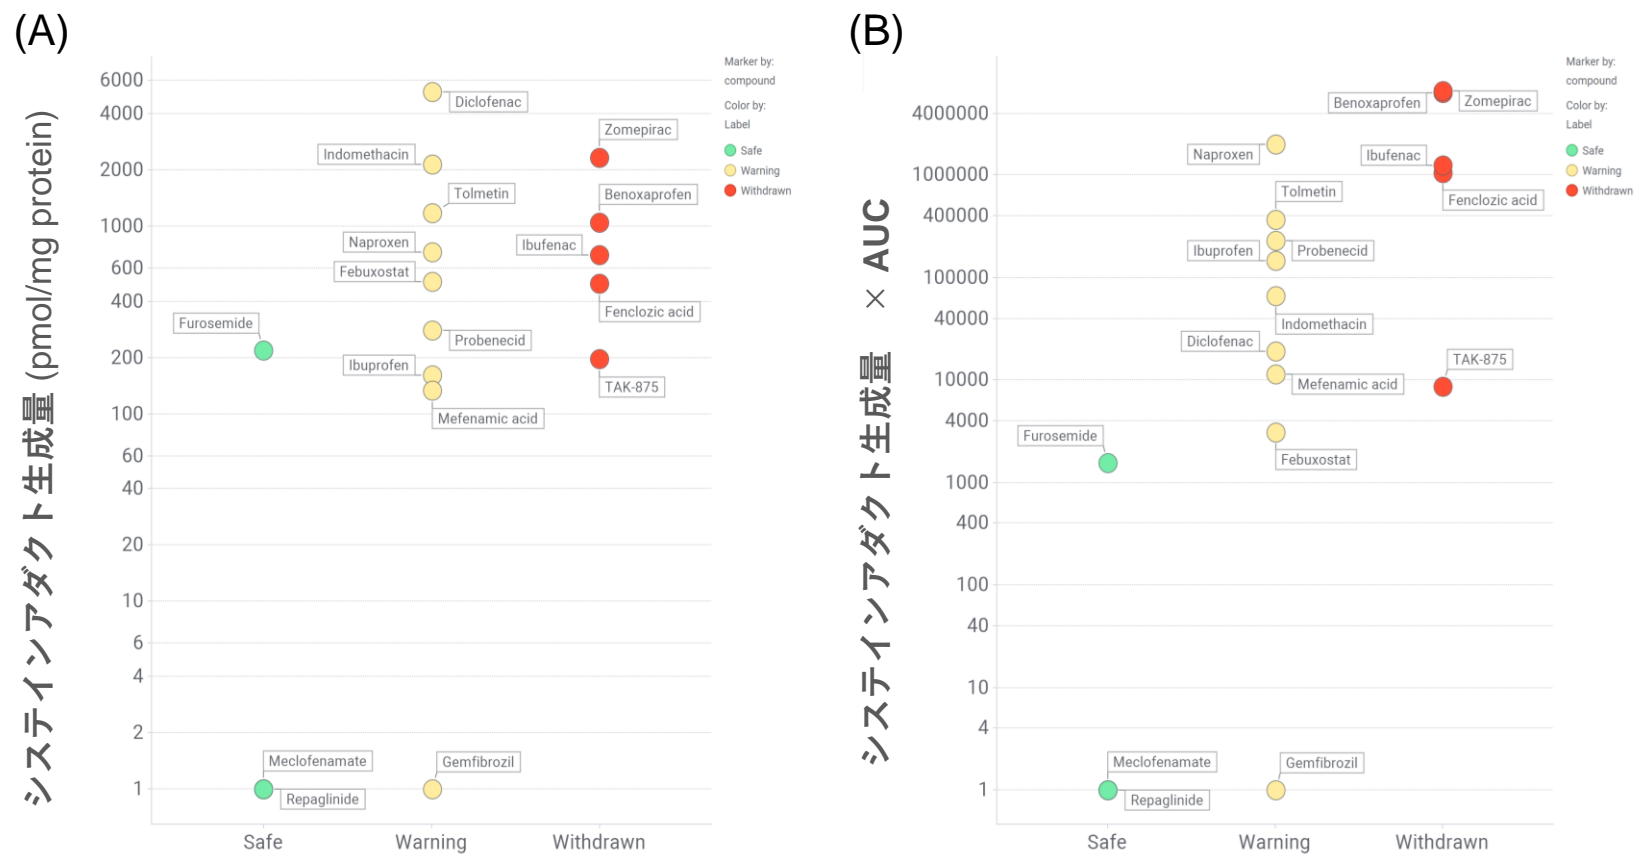 (A)
システインアダクト生成量 (pmol/mg protein)
6000
4000
2000
1000
600
400
200
100
60
40
20
10
6
4
2
1
Diclofenac
Zomepirac
Indomethacin
Tolmetin
Benoxaprofen
Naproxen
Ibufenac
Febuxostat
Fenclozic acid
Furosemide
Probenecid
Ibuprofen
TAK-875
Mefenamic acid
Meclofenamate
Gemfibrozil
Repaglinide
Safe
Warning
Withdrawn
Marker by:
compound
Color by:
Label
Safe
Warning
Withdrawn
(B)
システインアダクト生成量 × AUC
4000000
1000000
400000
100000
40000
10000
4000
1000
400
100
40
10
4
1
Benoxaprofen
Zomepirac
Naproxen
Ibufenac
Tolmetin
Fenclozic acid
Ibuprofen
Probenecid
Indomethacin
Diclofenac
TAK-875
Mefenamic acid
Furosemide
Febuxostat
Meclofenamate
Gemfibrozil
Repaglinide
Safe
Warning
Withdrawn
Marker by:
compound
Color by:
Label
Safe
Warning
Withdrawn